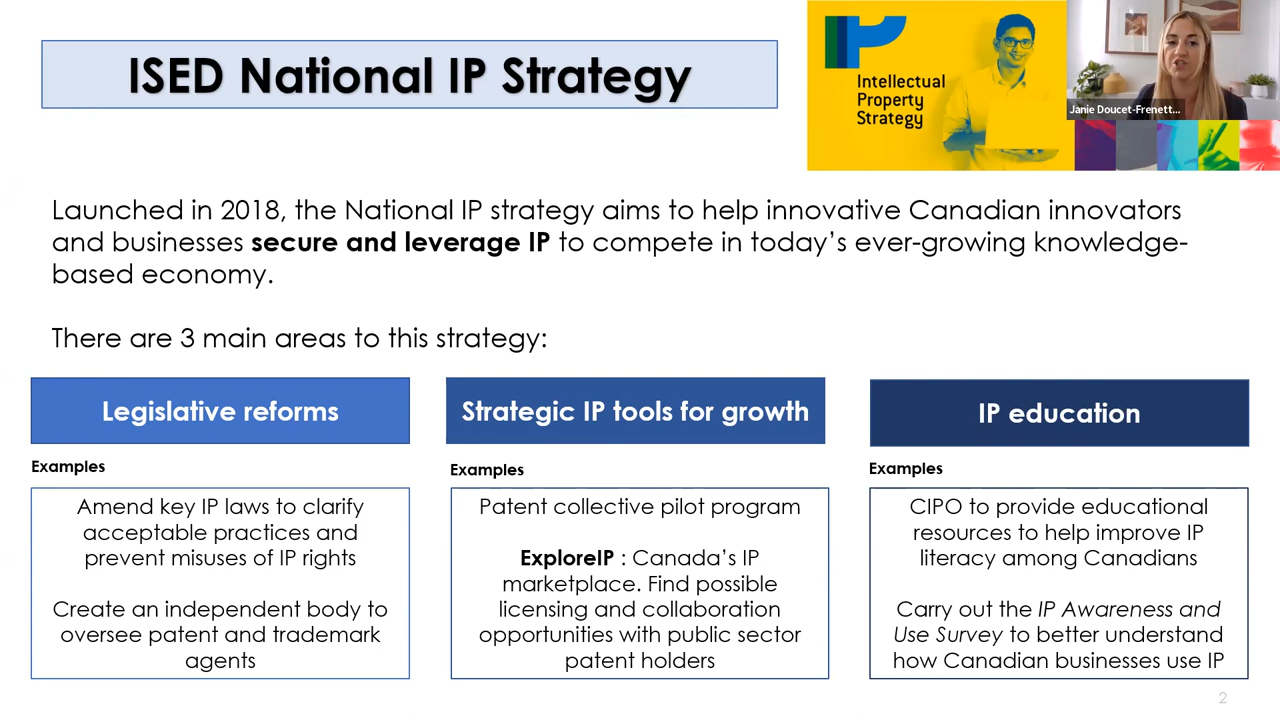 ISED National IP Strategy
Intellectual
Property
Strategy
Janie Doucet-Frenett...
Launched in 2018, the National IP strategy aims to help innovative Canadian innovators
and businesses secure and leverage IP to compete in today’s ever-growing knowledge-
based economy.
There are 3 main areas to this strategy:
Legislative reforms
Examples
Amend key IP laws to clarify
acceptable practices and
prevent misuses of IP rights
Create an independent body to
oversee patent and trademark
agents
Strategic IP tools for growth
Examples
Patent collective pilot program
ExploreIP : Canada’s IP
marketplace. Find possible
licensing and collaboration
opportunities with public sector
patent holders
IP education
Examples
CIPO to provide educational
resources to help improve IP
literacy among Canadians
Carry out the IP Awareness and
Use Survey to better understand
how Canadian businesses use IP
2